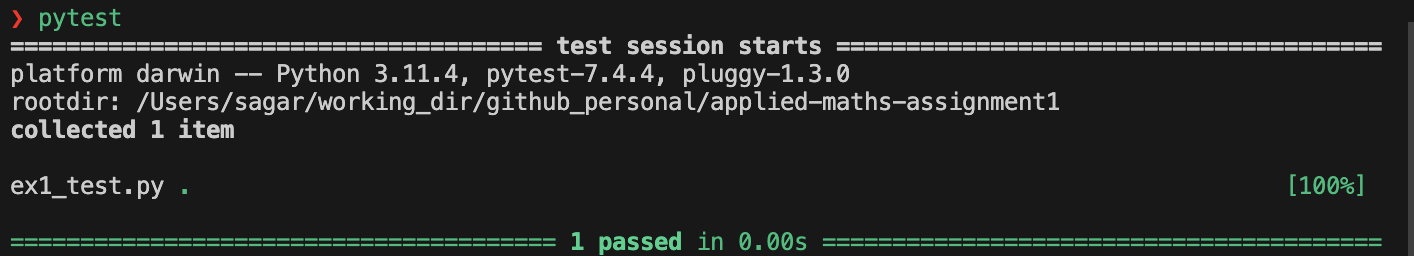 ❯ pytest
====================================== test session starts =======================================
platform darwin -- Python 3.11.4, pytest-7.4.4, pluggy-1.3.0
rootdir: /Users/sagar/working_dir/github_personal/applied-maths-assignment1
collected 1 item
ex1_test.py . [100%]
======================================= 1 passed in 0.00s ========================================